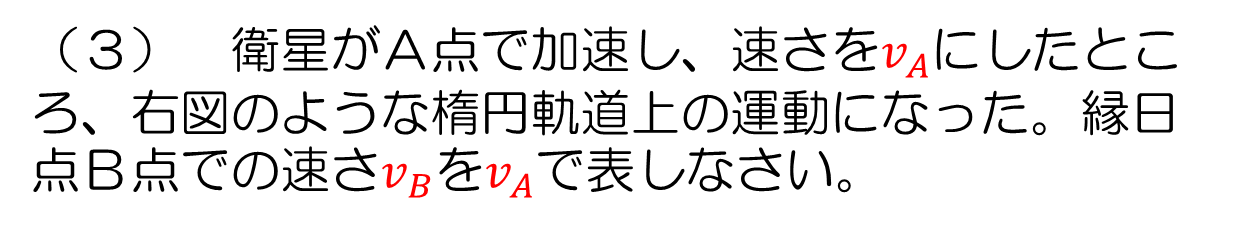 （３）　衛星がＡ点で加速し、速さをv_Aにしたとこ
ろ、右図のような楕円軌道上の運動になった。縁日
点Ｂ点での速さv_Bをv_Aで表しなさい。